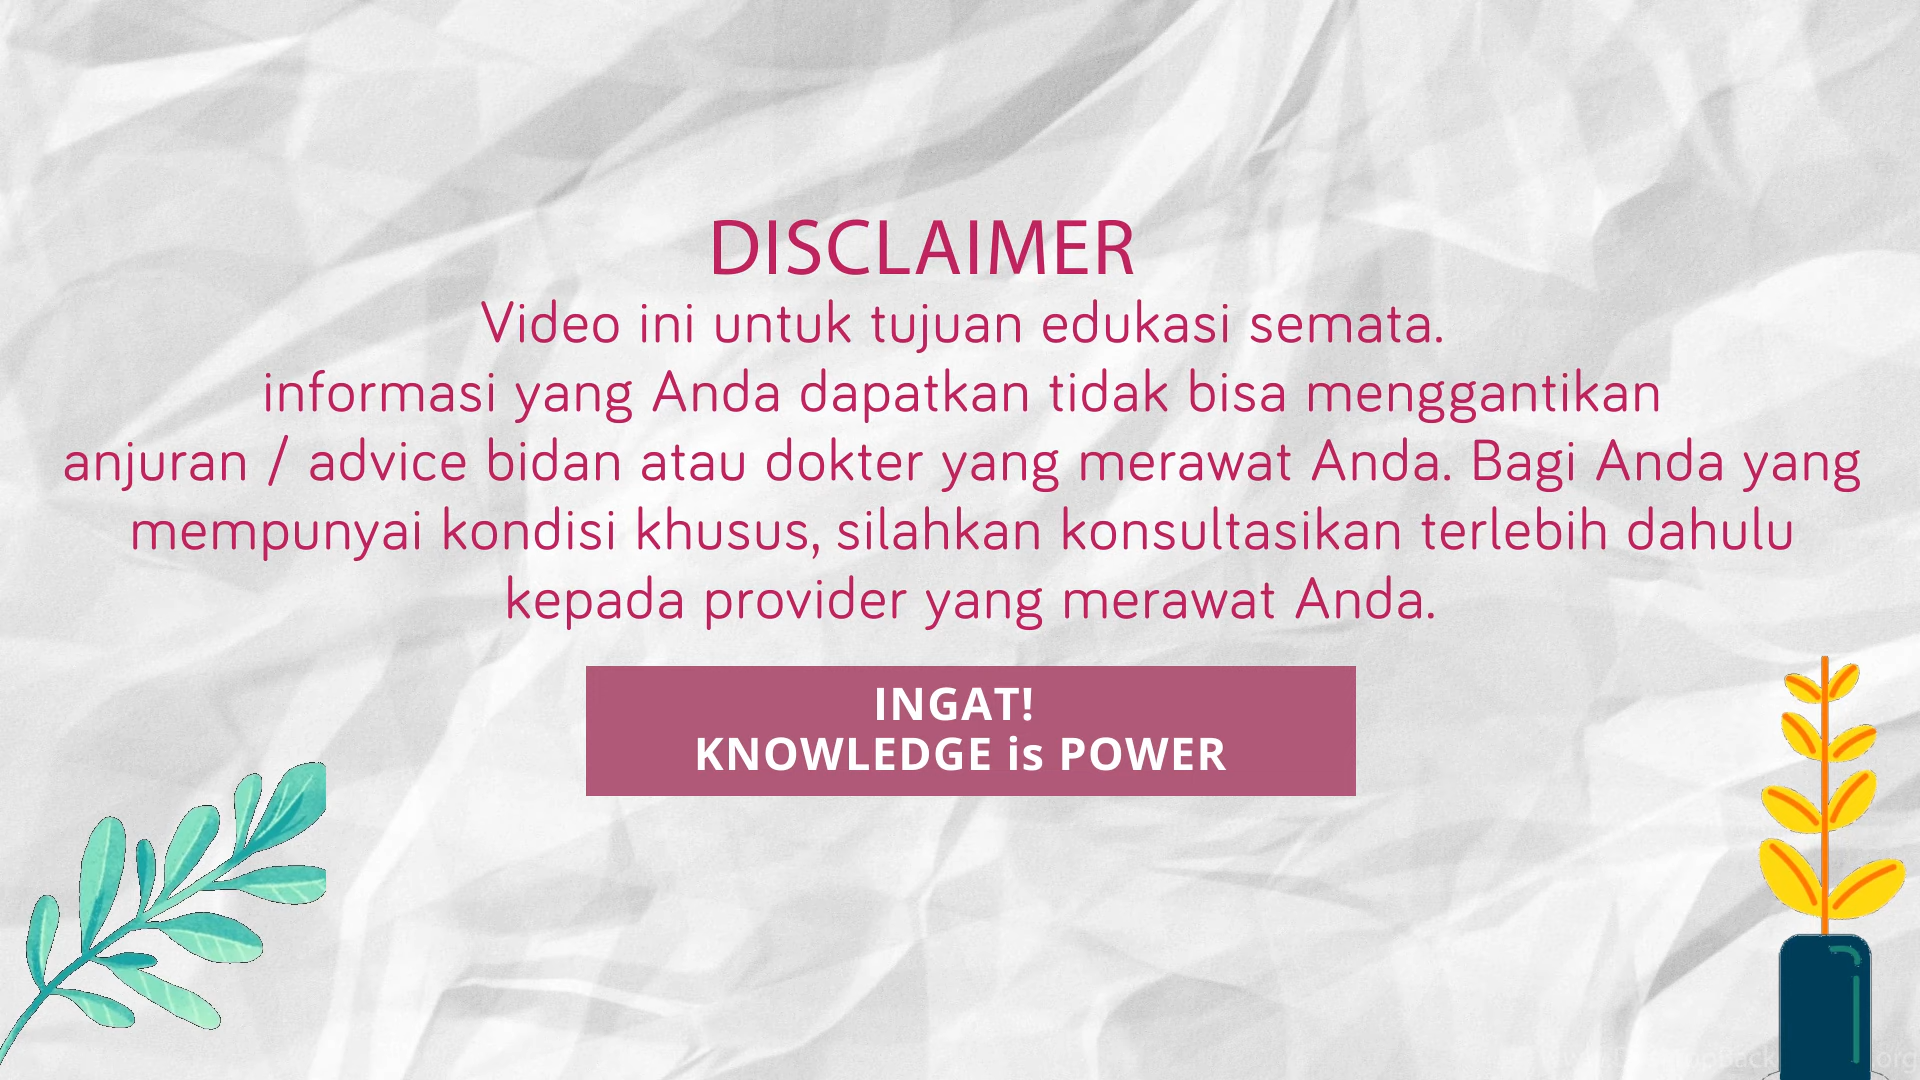 DISCLAIMER
Video ini untuk tujuan edukasi semata.
informasi yang Anda dapatkan tidak bisa menggantikan
anjuran / advice bidan atau dokter yang merawat Anda. Bagi Anda yang
mempunyai kondisi khusus, silahkan konsultasikan terlebih dahulu
kepada provider yang merawat Anda.
INGAT!
KNOWLEDGE is POWER